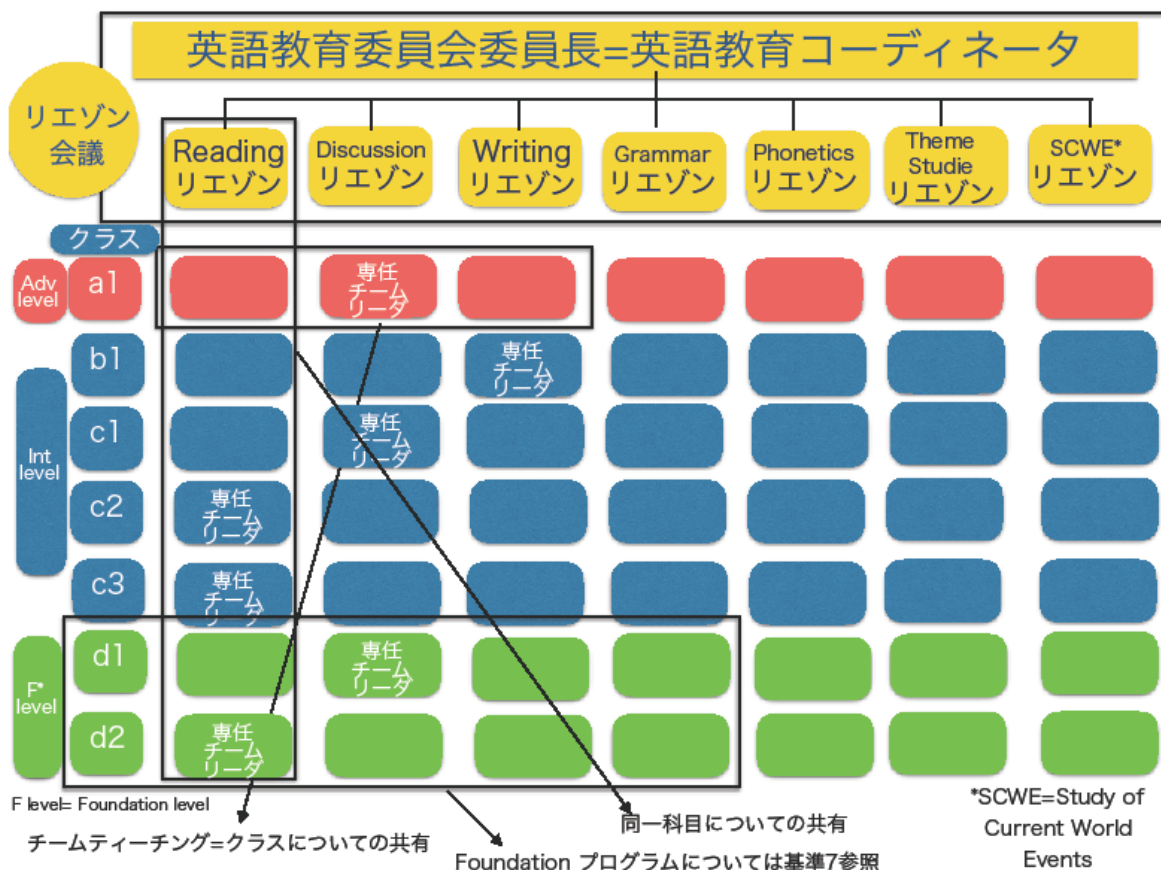 英語教育委員会委員長=英語教育コーディネータ
リエゾン
会議
Reading
リエゾン
Discussion
リエゾン
Writing
リエゾン
Grammar
リエゾン
Phonetics
リエゾン
Theme
Studie
リエゾン
SCWE*
リエゾン
クラス
Adv
level
a1
専任
チーム
リーダ
Int
level
b1
専任
チーム
リーダ
c1
専任
チーム
リーダ
c2
専任
チーム
リーダ
c3
専任
チーム
リーダ
F*
level
d1
専任
チーム
リーダ
d2
専任
チーム
リーダ
F level= Foundation level
チームティーチング=クラスについての共有
同一科目についての共有
Foundation プログラムについては基準7参照
*SCWE=Study of
Current World
Events